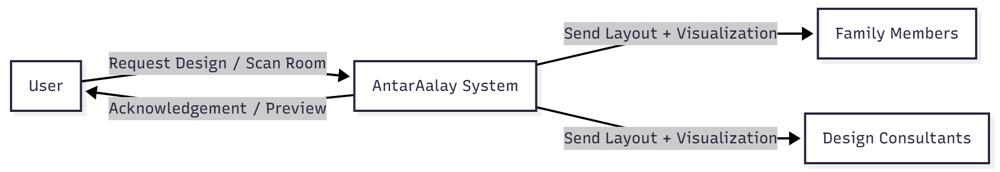 User
Request Design / Scan Room
Acknowledgement / Preview
AntarAalay System
Send Layout + Visualization
Family Members
Send Layout + Visualization
Design Consultants